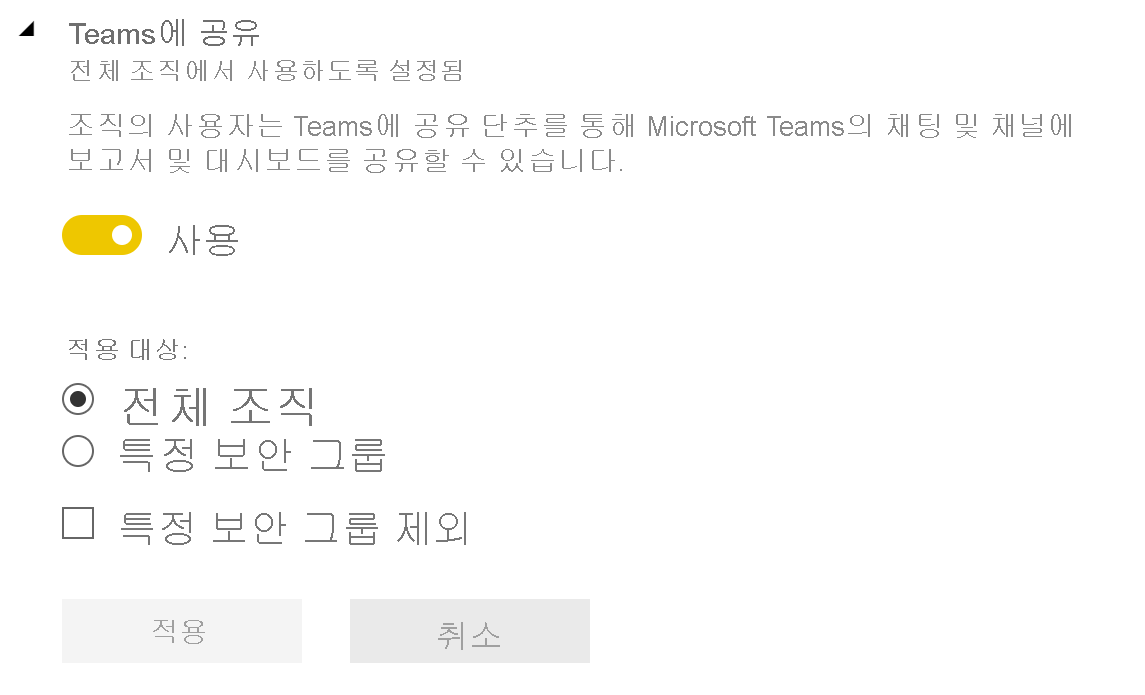 Teams에 공유
전체 조직에서 사용하도록 설정됨
조직의 사용자는 Teams에 공유 단추를 통해 Microsoft Teams의 채팅 및 채널에
보고서 및 대시보드를 공유할 수 있습니다.
사용
적용 대상:
전체 조직
특정 보안 그룹
특정 보안 그룹 제외
적용
취소